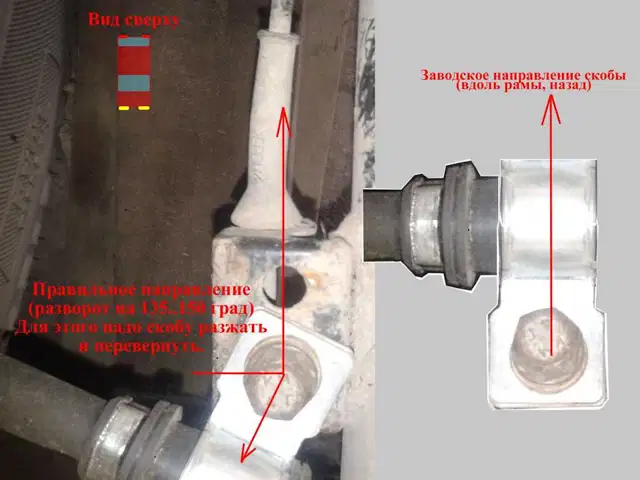 Вид сверху
Заводское направление скобы
(вдоль рамы, назад)
Правильное направление
(разворот на 135..150 град)
Для этого надо скобу разжать
и перевернуть.